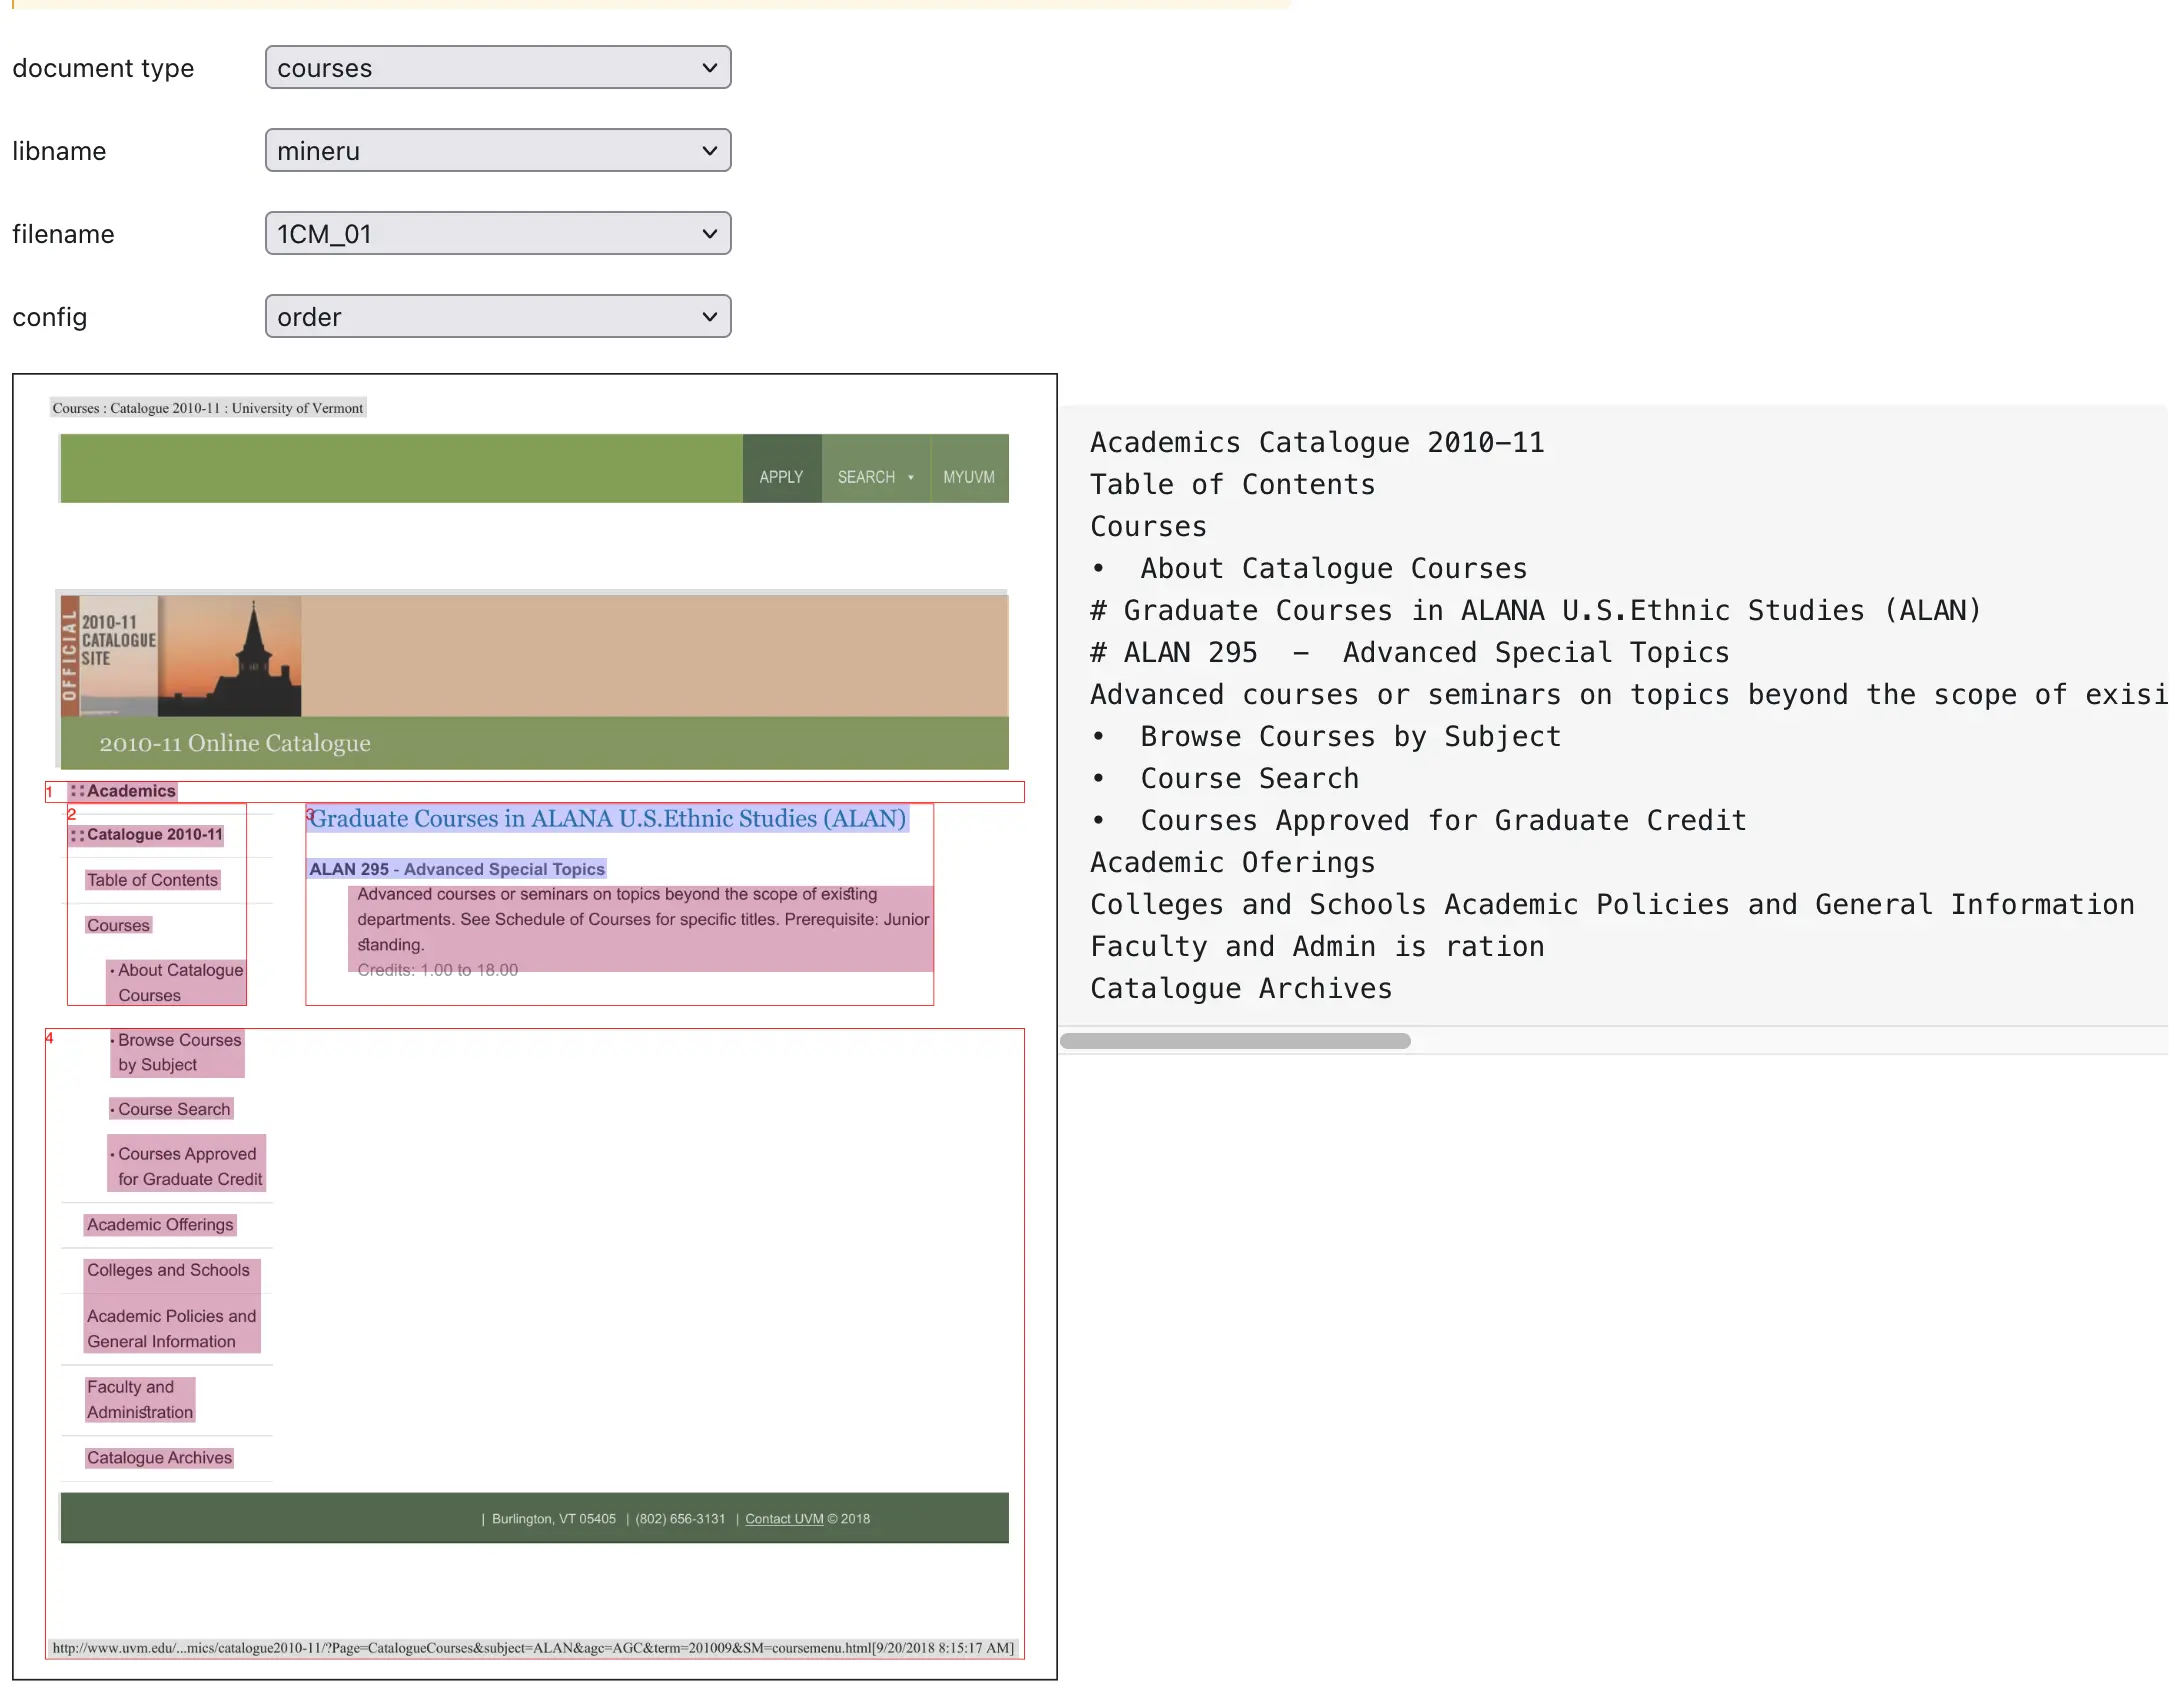 document type
courses
libname
mineru
filename
1CM_01
config
order
Courses : Catalogue 2010-11 : University of Vermont
APPLY
SEARCH
MYUVM
OFFICIAL
2010-11
CATALOGUE
SITE
2010-11 Online Catalogue
1
Academics
2
Catalogue 2010-11
Table of Contents
Courses
• About Catalogue
Courses
3
Graduate Courses in ALANA U.S.Ethnic Studies (ALAN)
ALAN 295 - Advanced Special Topics
Advanced courses or seminars on topics beyond the scope of existing
departments. See Schedule of Courses for specific titles. Prerequisite: Junior
standing.
Credits: 1.00 to 18.00
4
• Browse Courses
by Subject
• Course Search
• Courses Approved
for Graduate Credit
Academic Offerings
Colleges and Schools
Academic Policies and
General Information
Faculty and
Administration
Catalogue Archives
| Burlington, VT 05405 | (802) 656-3131 | Contact UVM © 2018
http://www.uvm.edu/...mics/catalogue2010-11/?Page=CatalogueCourses&subject=ALAN&agc=AGC&term=201009&SM=coursemenu.html[9/20/2018 8:15:17 AM]
Academics Catalogue 2010-11
Table of Contents
Courses
• About Catalogue Courses
# Graduate Courses in ALANA U.S.Ethnic Studies (ALAN)
# ALAN 295 - Advanced Special Topics
Advanced courses or seminars on topics beyond the scope of exisi
• Browse Courses by Subject
• Course Search
• Courses Approved for Graduate Credit
Academic Oferings
Colleges and Schools Academic Policies and General Information
Faculty and Admin is ration
Catalogue Archives